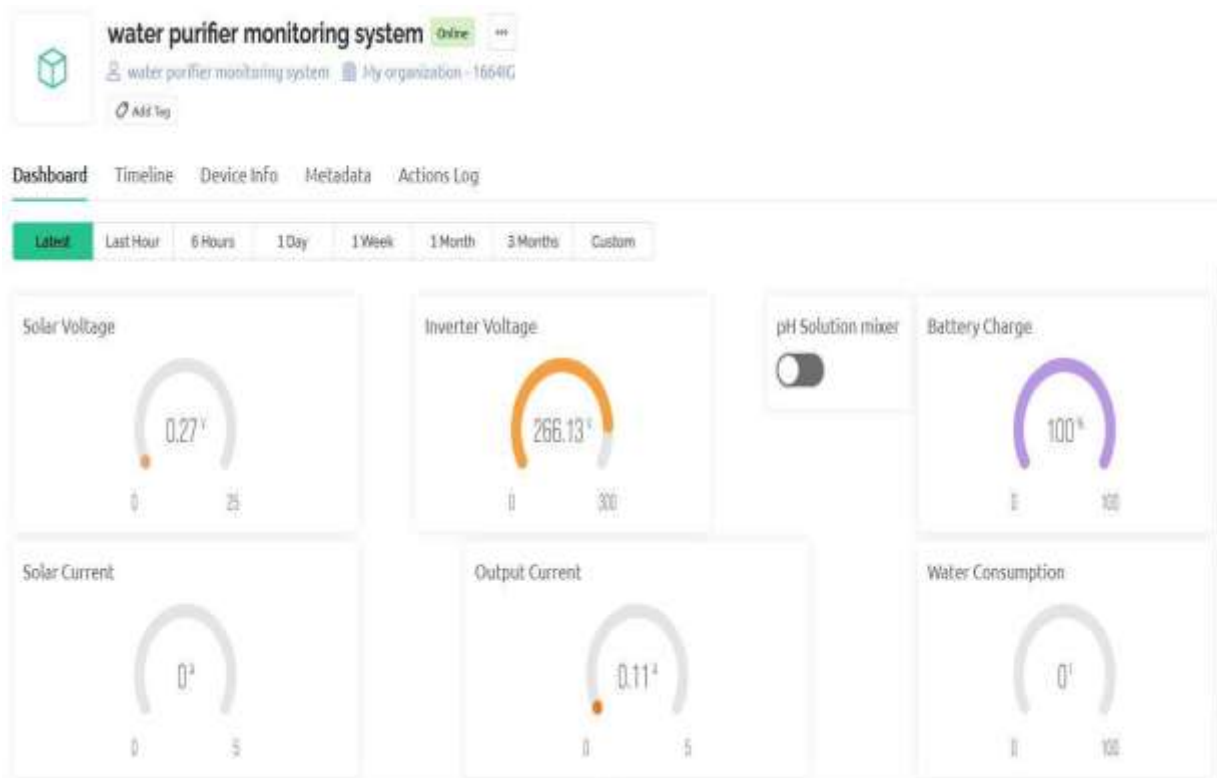 water purifier monitoring system Online
water purifier monitoring system My organization - 1664IG
Add Tag
Dashboard Timeline Device Info Metadata Actions Log
Latest Last Hour 6 Hours 1 Day 1 Week 1 Month 3 Months Custom
Solar Voltage Inverter Voltage pH Solution mixer Battery Charge
0.27 V 266.13 V 100 %
0 25 0 300 0 100
Solar Current Output Current Water Consumption
0 0.11 0
0 5 0 5 0 100